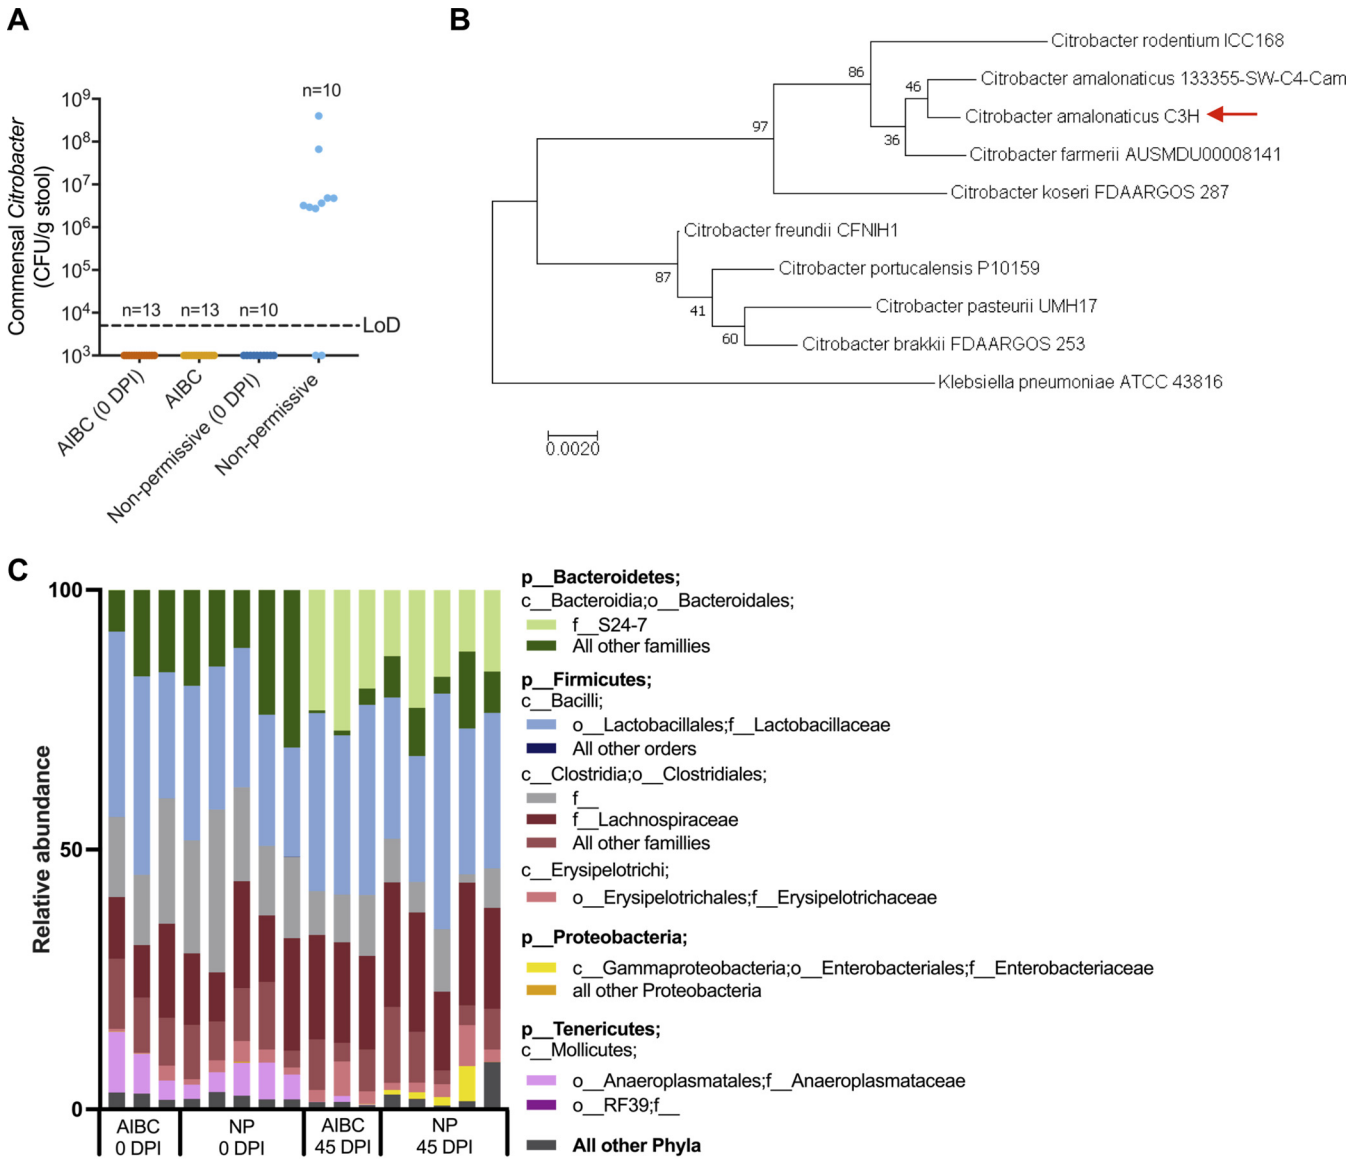 A
Commensal Citrobacter
(CFU/g stool)
10⁹
10⁸
10⁷
10⁶
10⁵
10⁴
10³
n=13
n=13
n=10
n=10
LoD
AIBC (0 DPI)
AIBC
Non-permissive (0 DPI)
Non-permissive
B
Citrobacter rodentium ICC168
86
46
Citrobacter amalonaticus 133355-SW-C4-Cam
Citrobacter amalonaticus C3H
97
36
Citrobacter farmerii AUSMDU00008141
Citrobacter koseri FDAARGOS 287
Citrobacter freundii CFNIH1
87
Citrobacter portucalensis P10159
41
Citrobacter pasteurii UMH17
60
Citrobacter brakkii FDAARGOS 253
Klebsiella pneumoniae ATCC 43816
0.0020
C
Relative abundance
100
50
0
AIBC
0 DPI
NP
0 DPI
AIBC
45 DPI
NP
45 DPI
p__Bacteroidetes;
c__Bacteroidia;o__Bacteroidales;
f__S24-7
All other famillies
p__Firmicutes;
c__Bacilli;
o__Lactobacillales;f__Lactobacillaceae
All other orders
c__Clostridia;o__Clostridiales;
f__
f__Lachnospiraceae
All other famillies
c__Erysipelotrichi;
o__Erysipelotrichales;f__Erysipelotrichaceae
p__Proteobacteria;
c__Gammaproteobacteria;o__Enterobacteriales;f__Enterobacteriaceae
all other Proteobacteria
p__Tenericutes;
c__Mollicutes;
o__Anaeroplasmatales;f__Anaeroplasmataceae
o__RF39;f__
All other Phyla